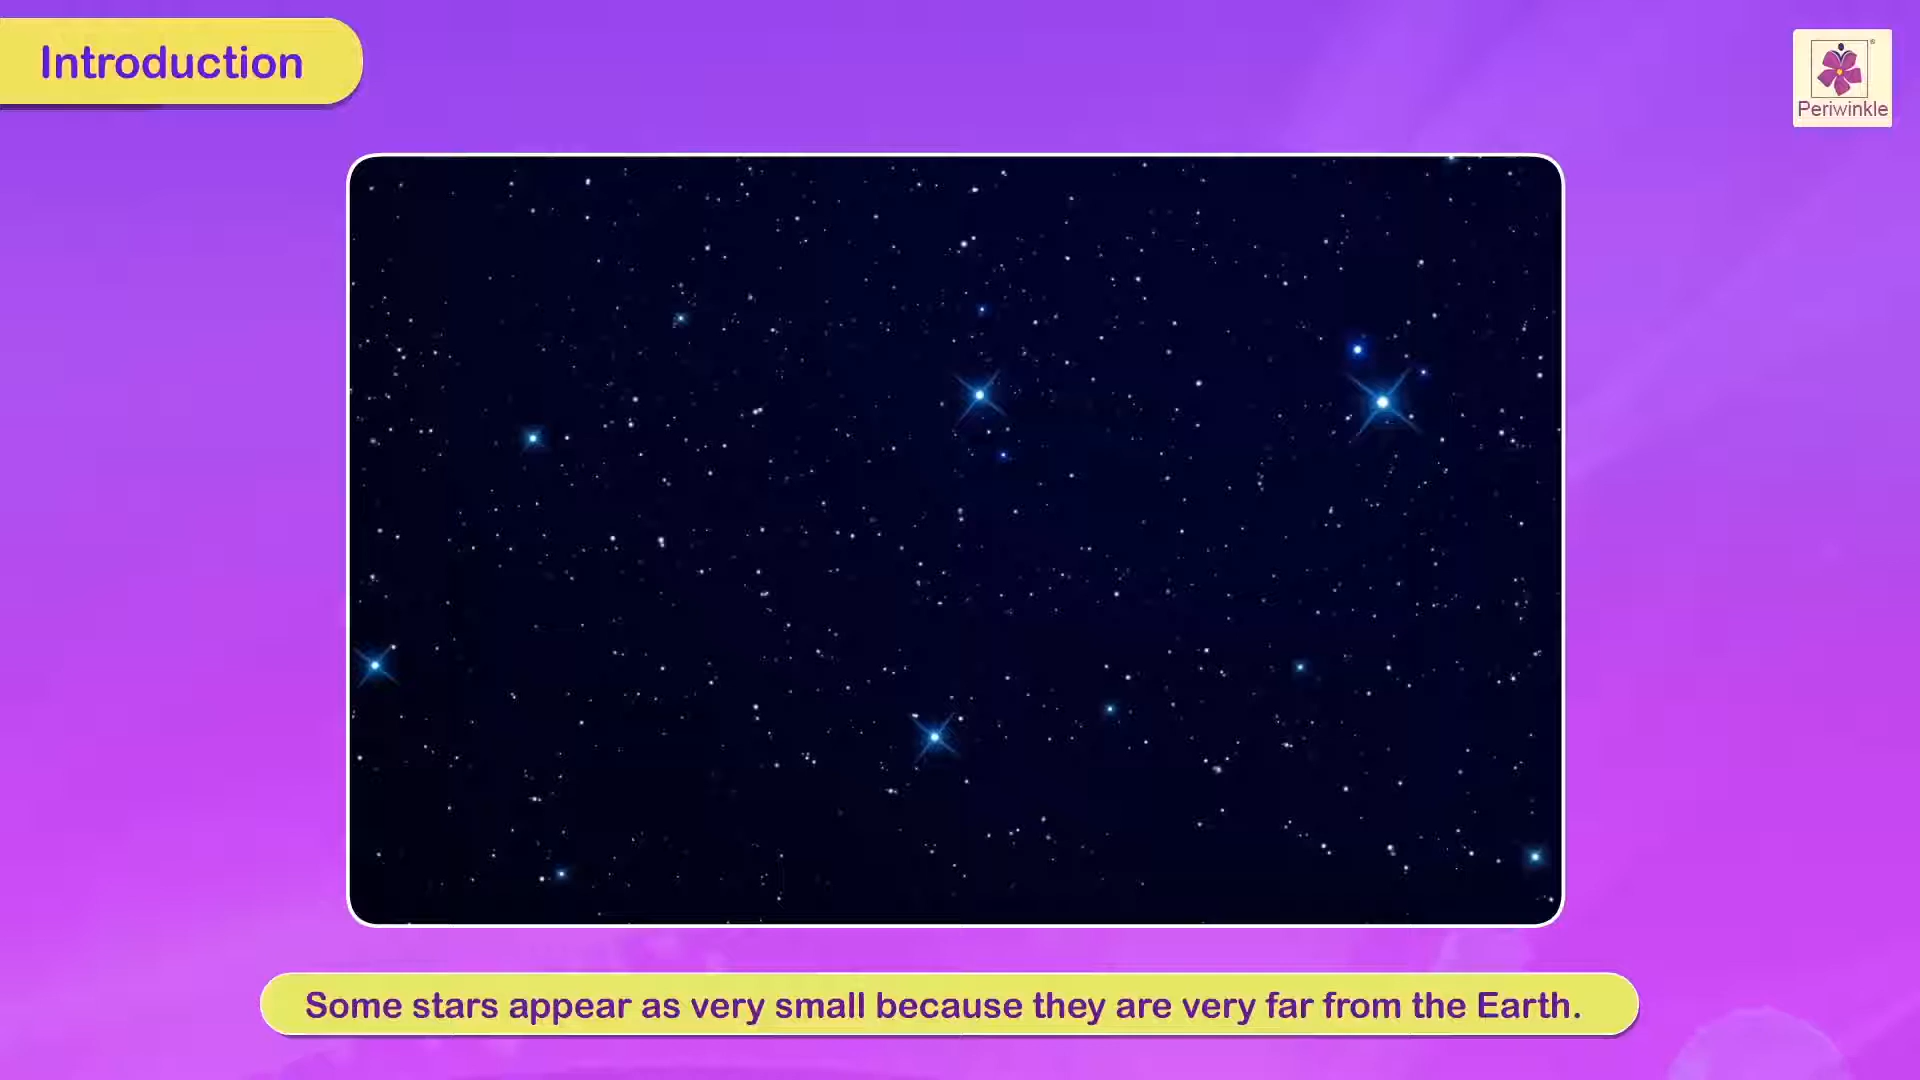 Introduction
Periwinkle
Some stars appear as very small because they are very far from the Earth.